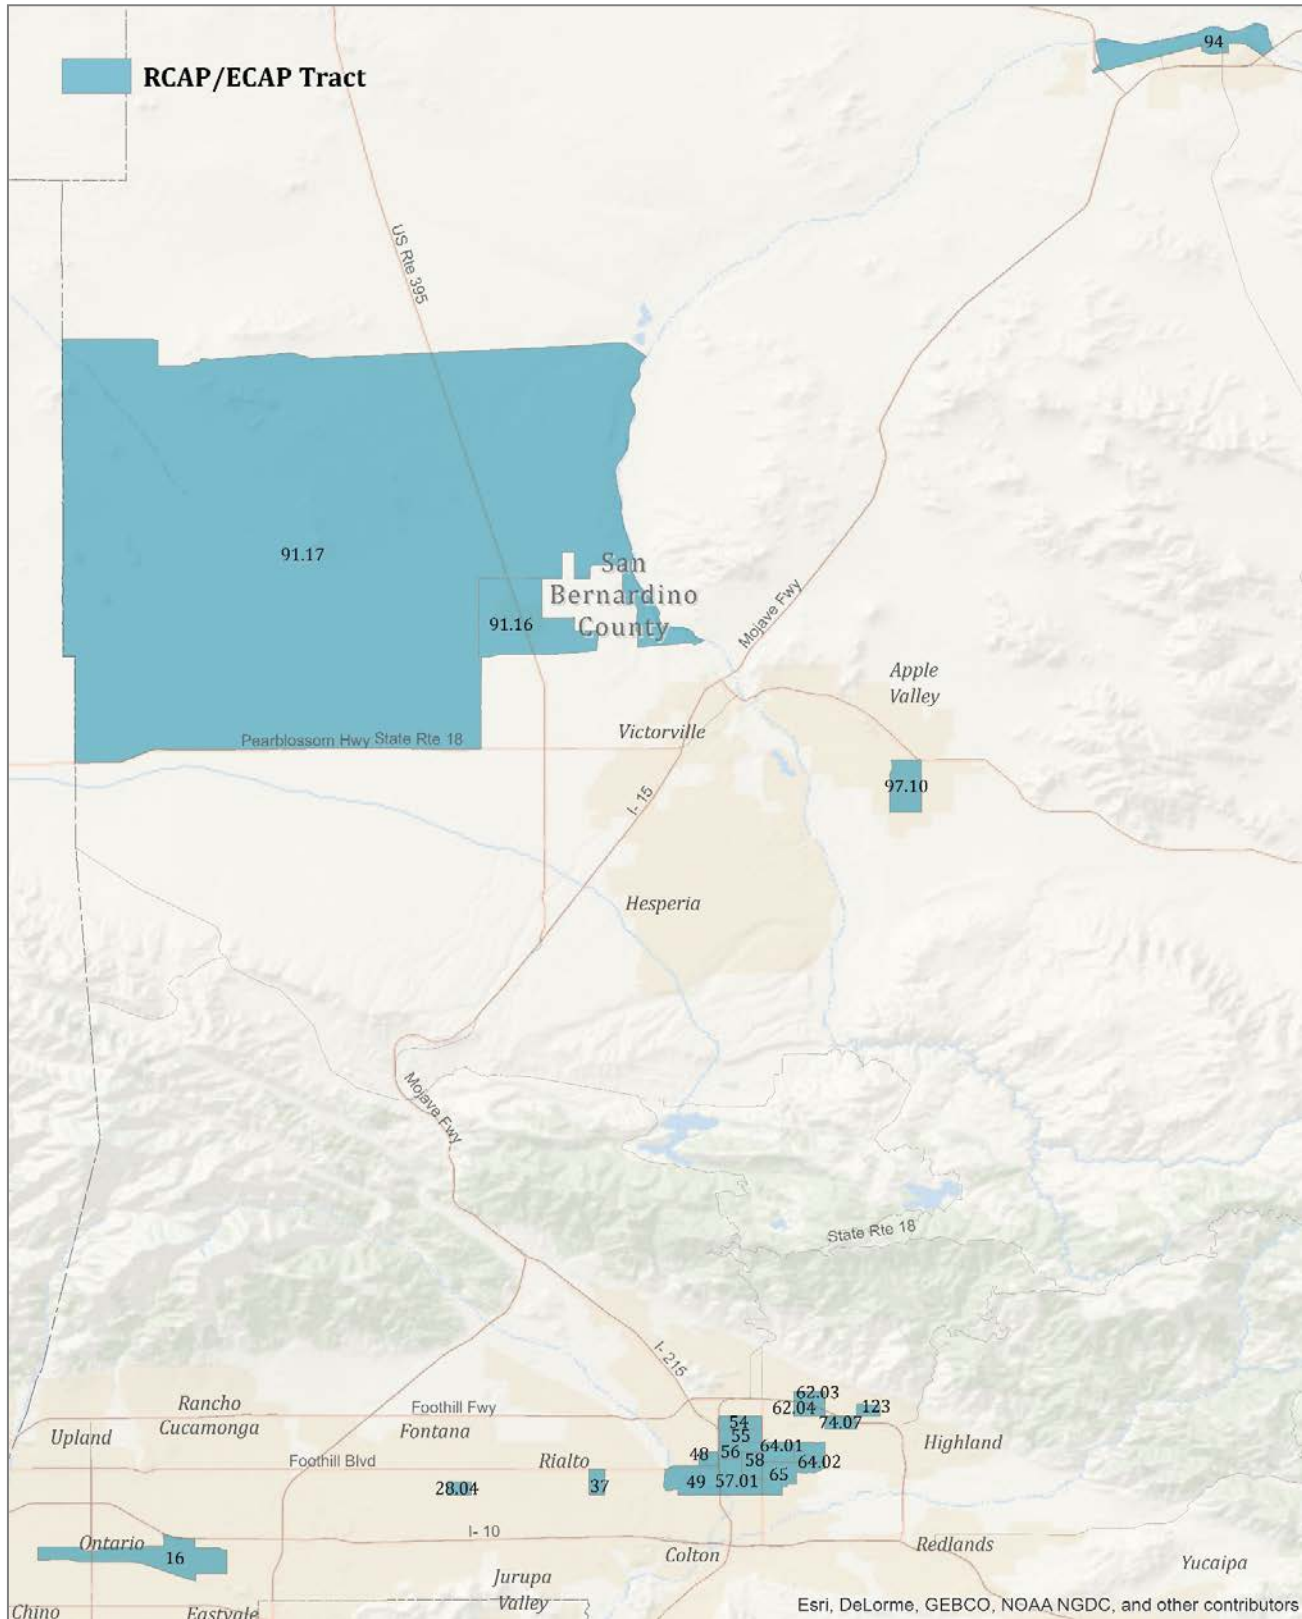 94
RCAP/ECAP Tract
US Rte 395
91.17
San
Bernardino
County
91.16
Mojave Fwy
Apple
Valley
Victorville
Pearblossom Hwy State Rte 18
97.10
I- 15
Hesperia
Mojave Fwy
State Rte 18
I- 215
62.03
Rancho
Cucamonga
Foothill Fwy
62.04
123
54
74.07
Upland
Fontana
55
Highland
64.01
48
56
Foothill Blvd
Rialto
58
64.02
65
28.04
37
49
57.01
I- 10
Ontario
16
Colton
Redlands
Yucaipa
Jurupa
Valley
Chino
Eastvale
Esri, DeLorme, GEBCO, NOAA NGDC, and other contributors